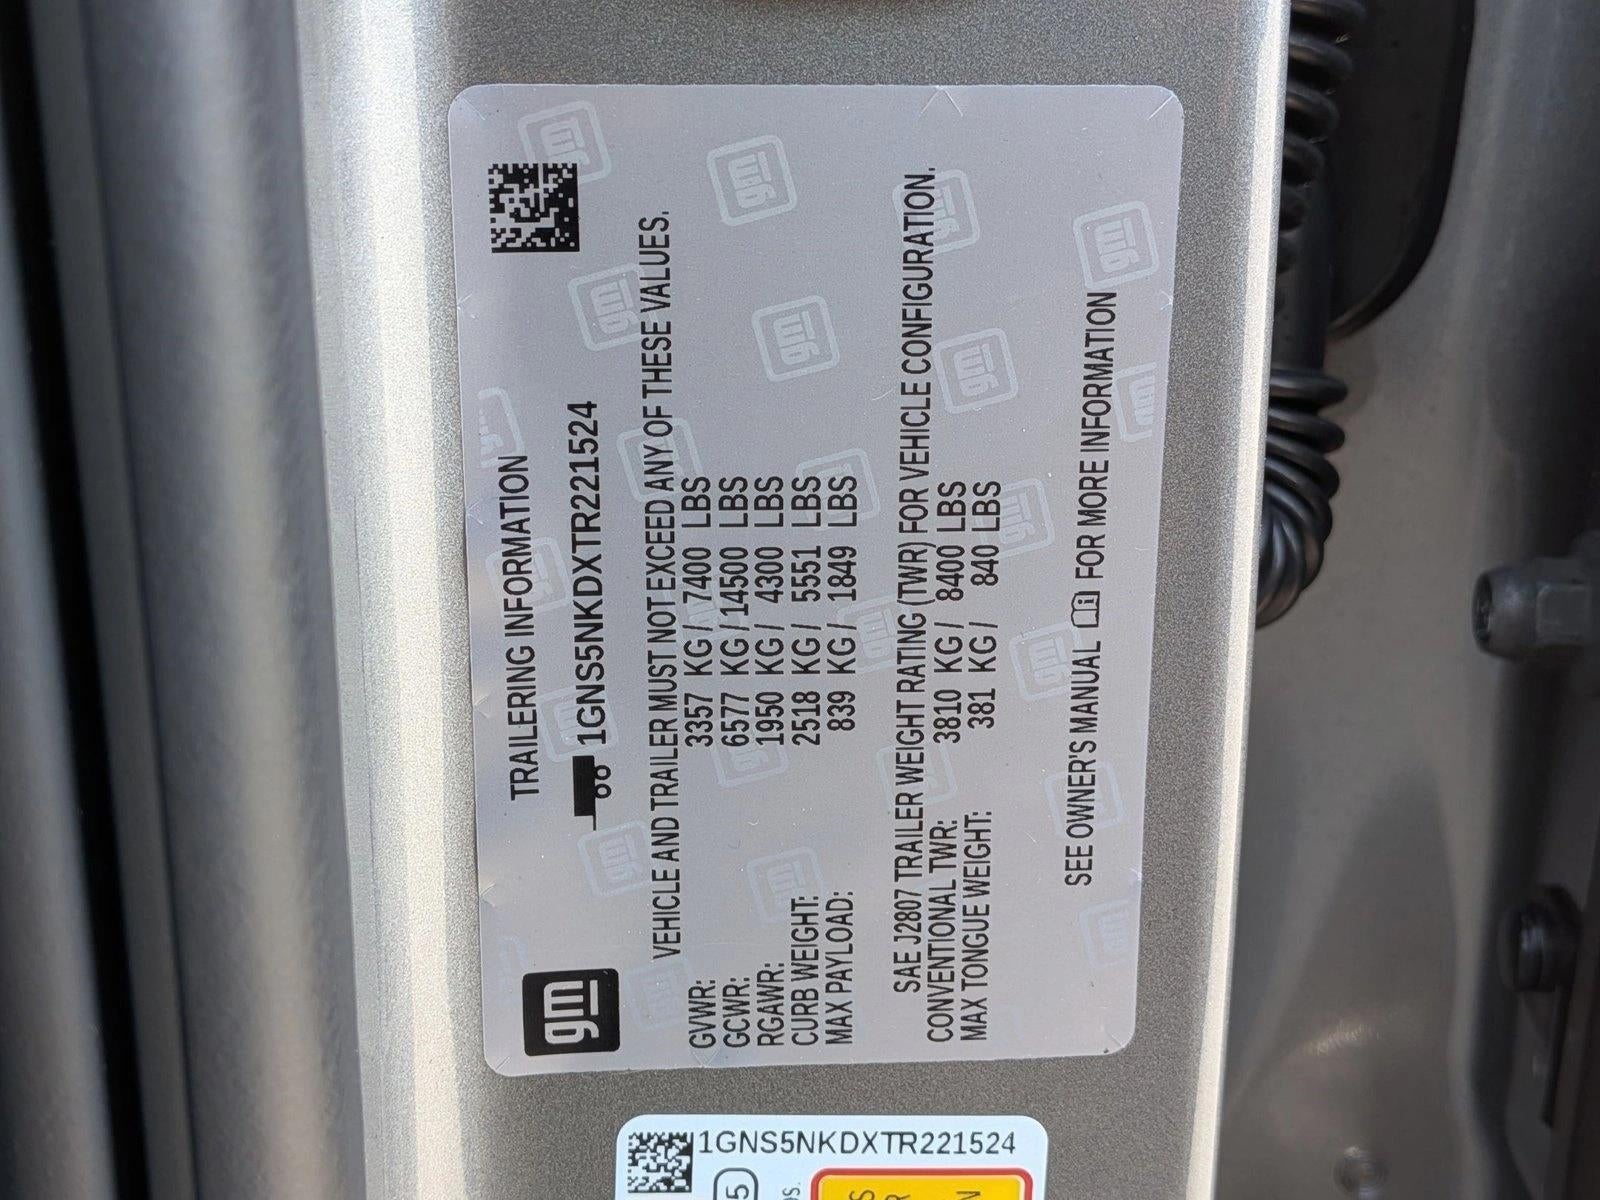 gm
TRAILERING INFORMATION
1GNS5NKDXTR221524
VEHICLE AND TRAILER MUST NOT EXCEED ANY OF THESE VALUES.
GVWR: 3357 KG / 7400 LBS
GCWR: 6577 KG / 14500 LBS
RGAWR: 1950 KG / 4300 LBS
CURB WEIGHT: 2518 KG / 5551 LBS
MAX PAYLOAD: 839 KG / 1849 LBS
SAE J2807 TRAILER WEIGHT RATING (TWR) FOR VEHICLE CONFIGURATION.
CONVENTIONAL TWR: 3810 KG / 8400 LBS
MAX TONGUE WEIGHT: 381 KG / 840 LBS
SEE OWNER'S MANUAL FOR MORE INFORMATION
1GNS5NKDXTR221524
5